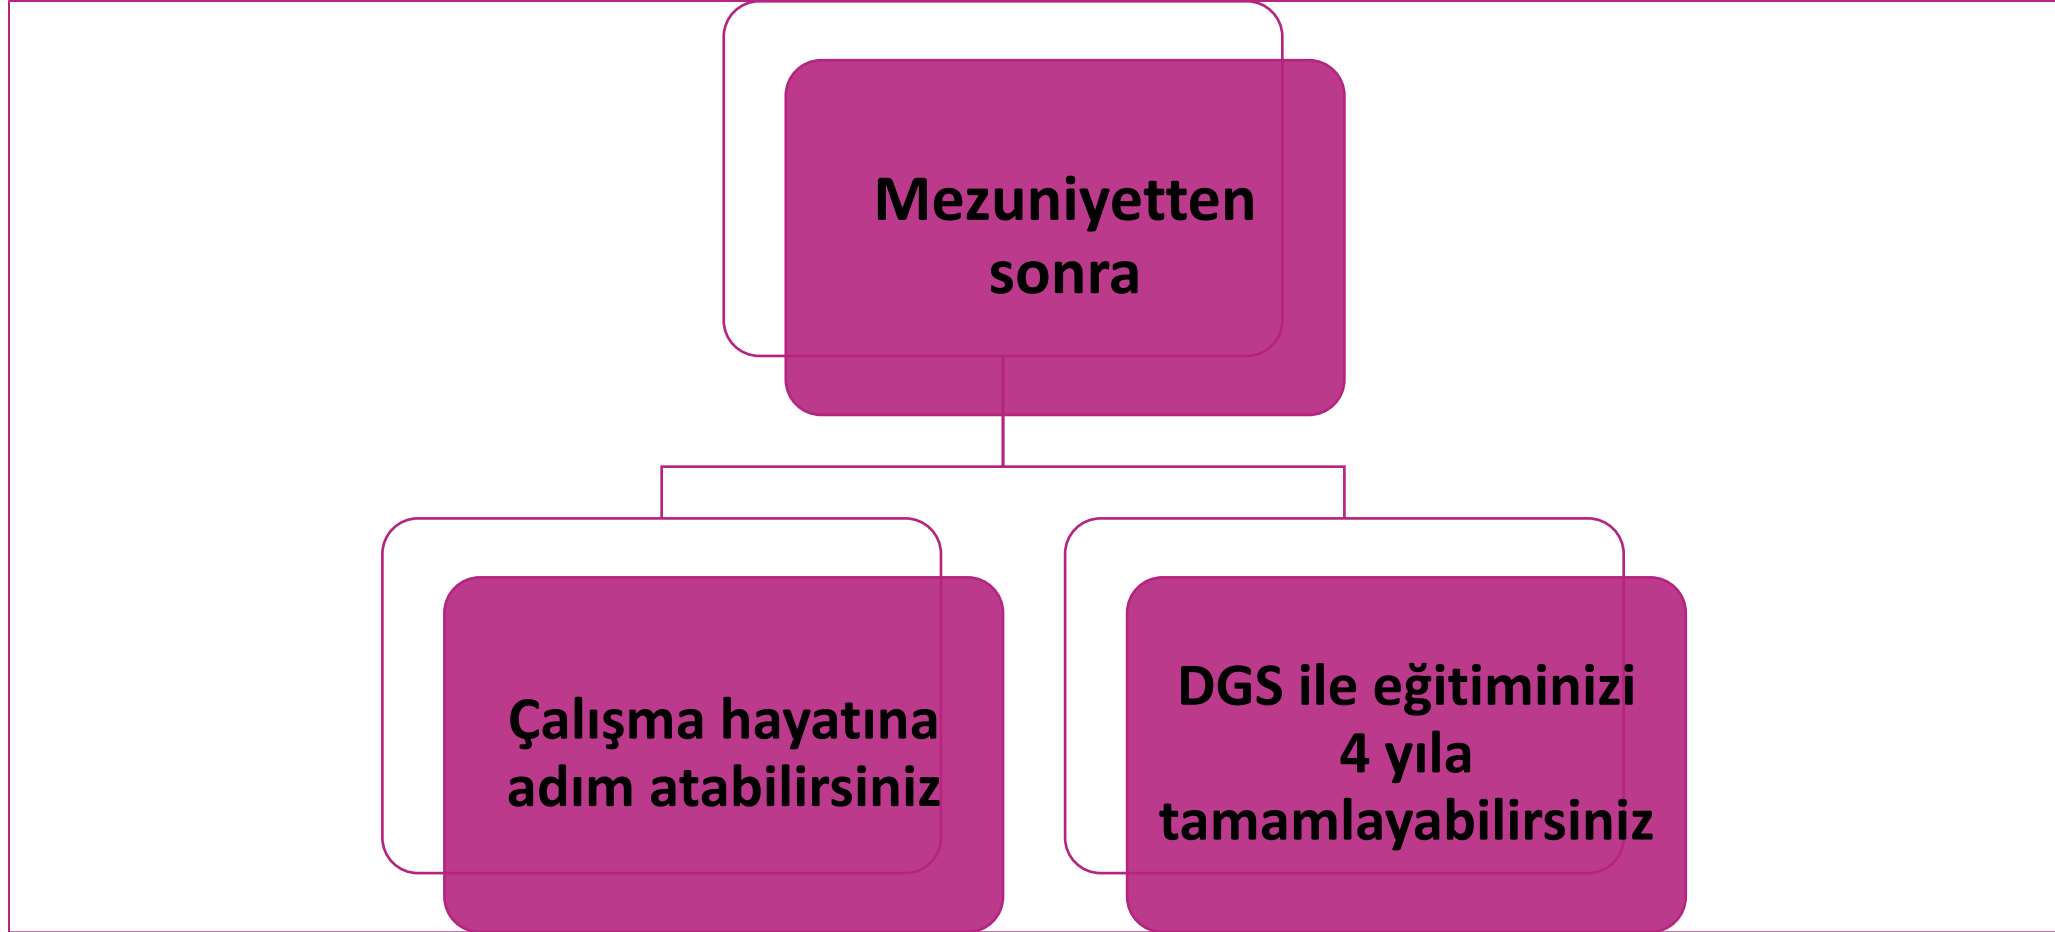 Mezuniyetten
sonra
Çalışma hayatına
adım atabilirsiniz
DGS ile eğitiminizi
4 yıla
tamamlayabilirsiniz